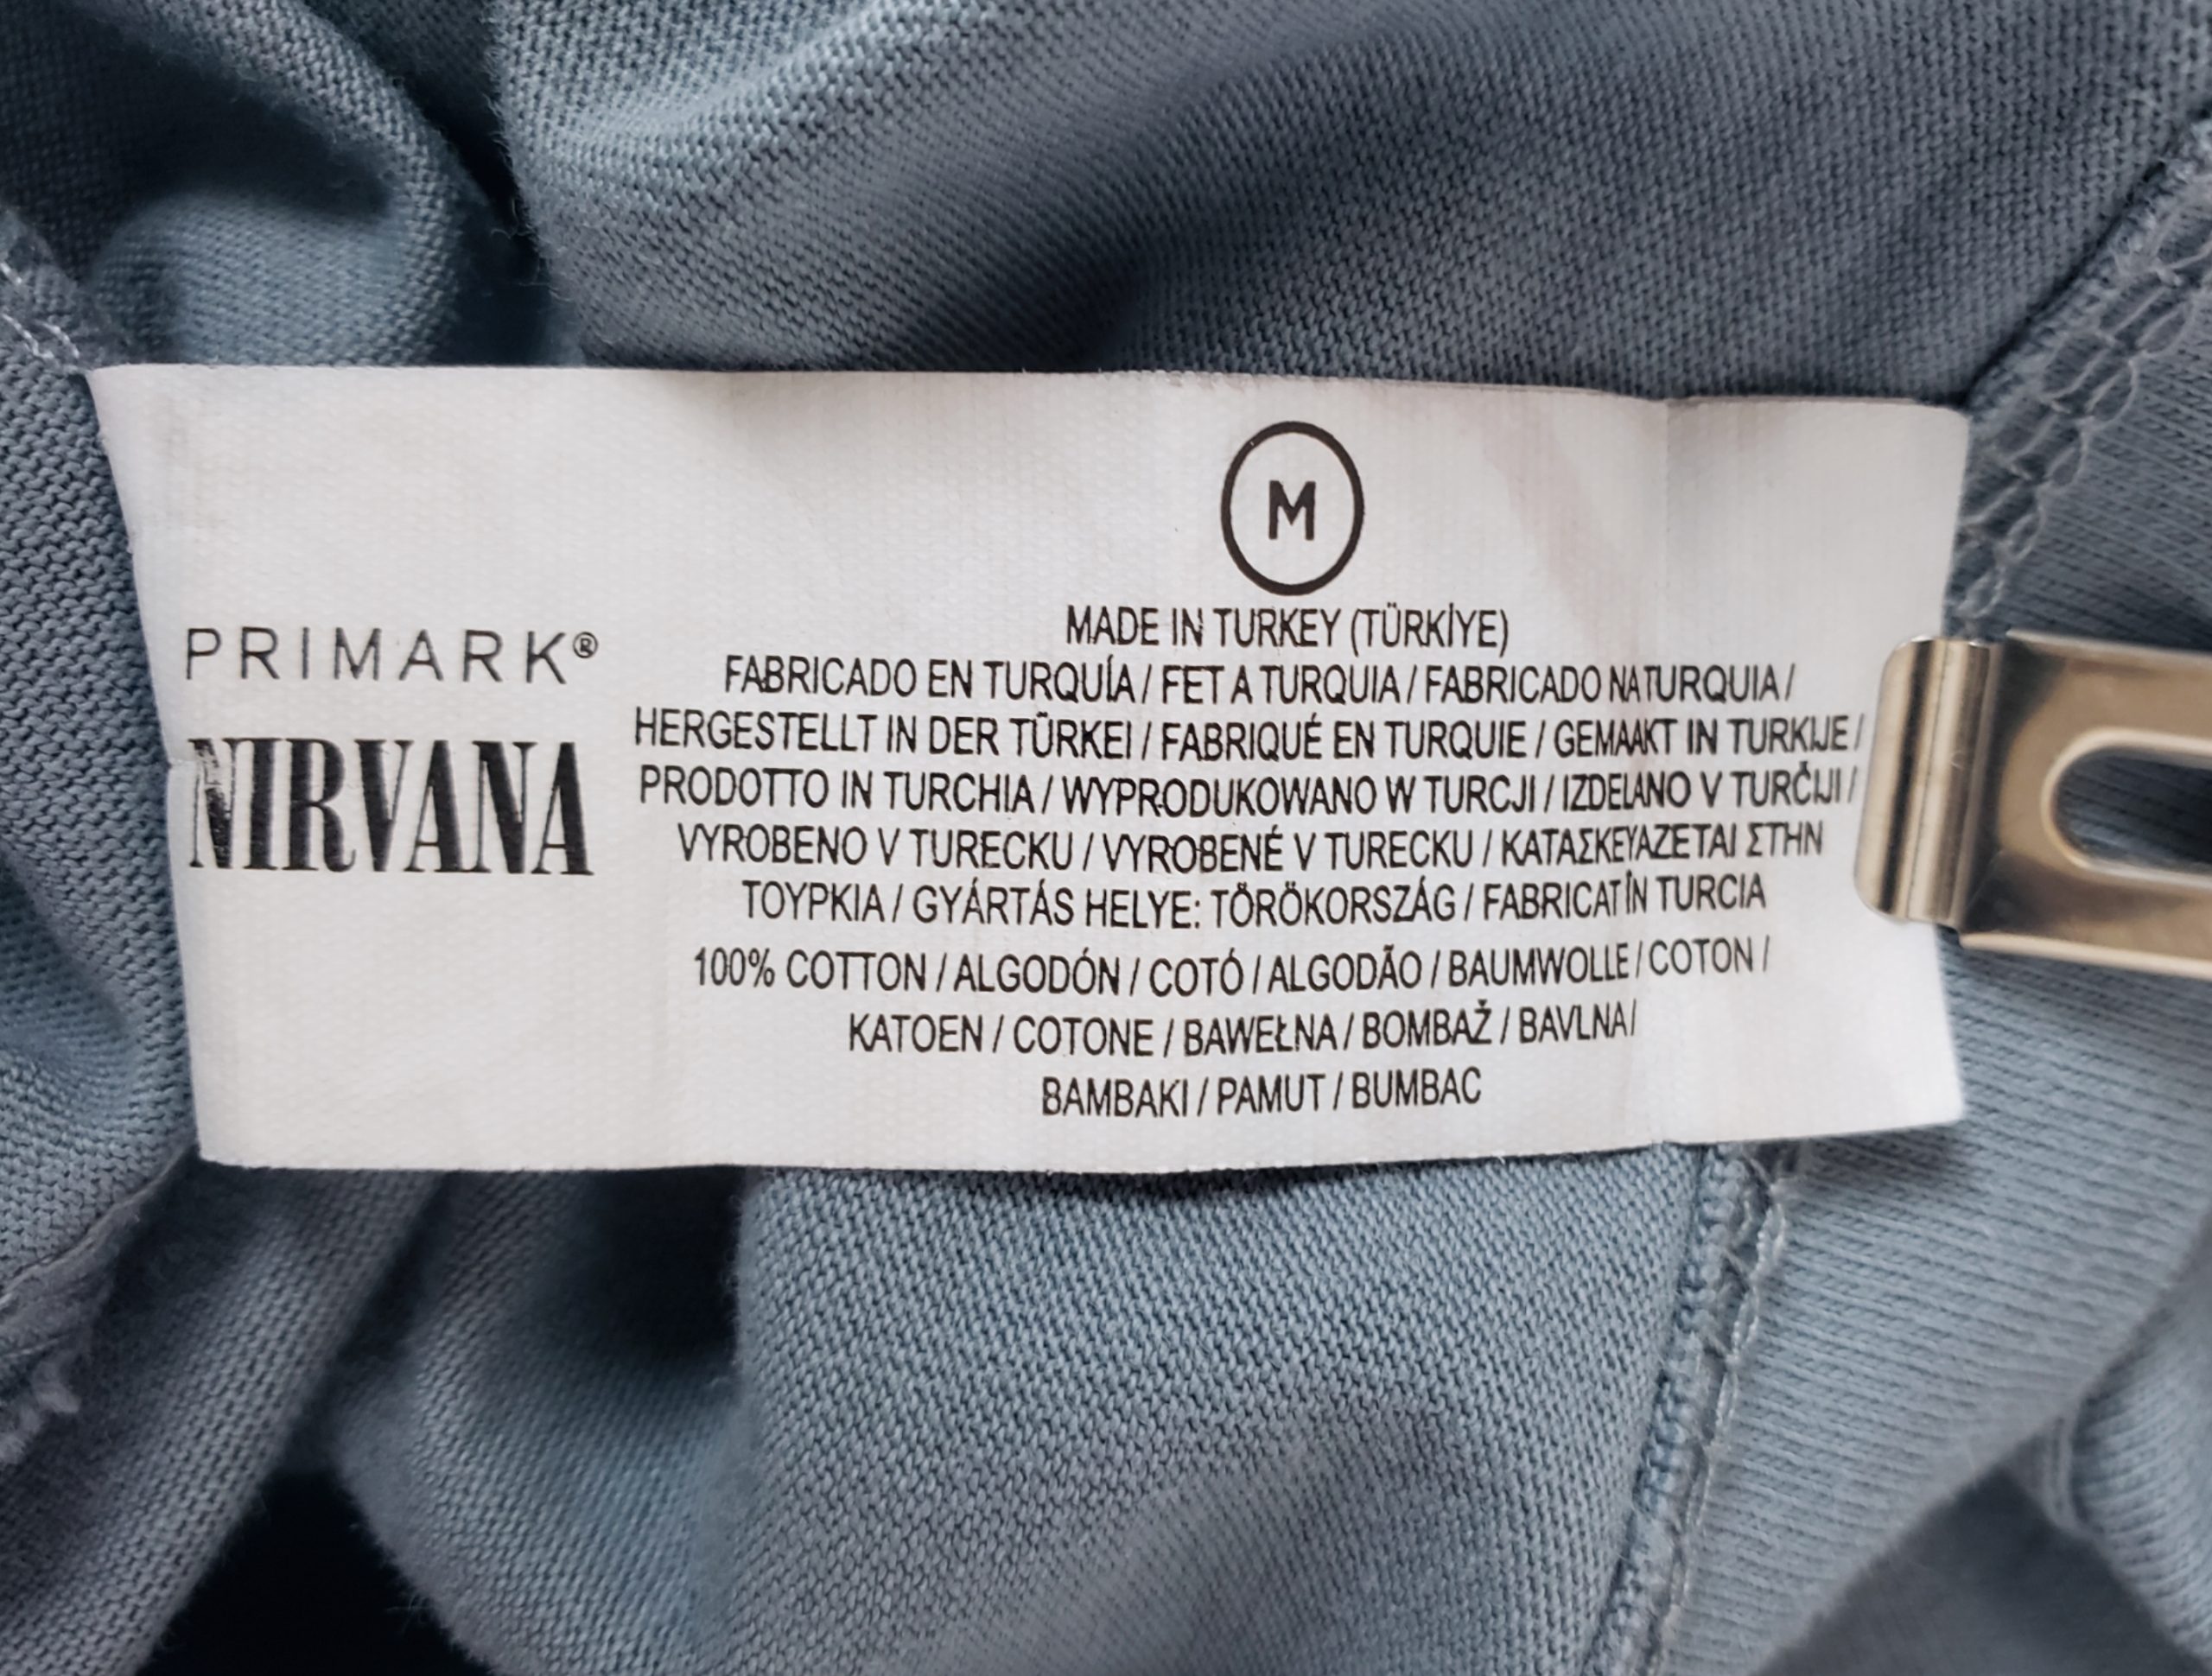 PRIMARK®
NIRVANA
M
MADE IN TURKEY (TÜRKİYE)
FABRICADO EN TURQUÍA / FET A TURQUIA / FABRICADO NA TURQUIA /
HERGESTELLT IN DER TÜRKEI / FABRIQUÉ EN TURQUIE / GEMAAKT IN TURKIJE /
PRODOTTO IN TURCHIA / WYPRODUKOWANO W TURCJI / IZDELANO V TURČIJI /
VYROBENO V TURECKU / VYROBENÉ V TURECKU / ΚΑΤΑΣΚΕΥΑΖΕΤΑΙ ΣΤΗΝ
ΤΟΥΡΚΙΑ / GYÁRTÁS HELYE: TÖRÖKORSZÁG / FABRICAT ÎN TURCIA
100% COTTON / ALGODÓN / COTÓ / ALGODÃO / BAUMWOLLE / COTON /
KATOEN / COTONE / BAWEŁNA / BOMBAŽ / BAVLNA /
ΒΑΜΒΑΚΙ / PAMUT / BUMBAC